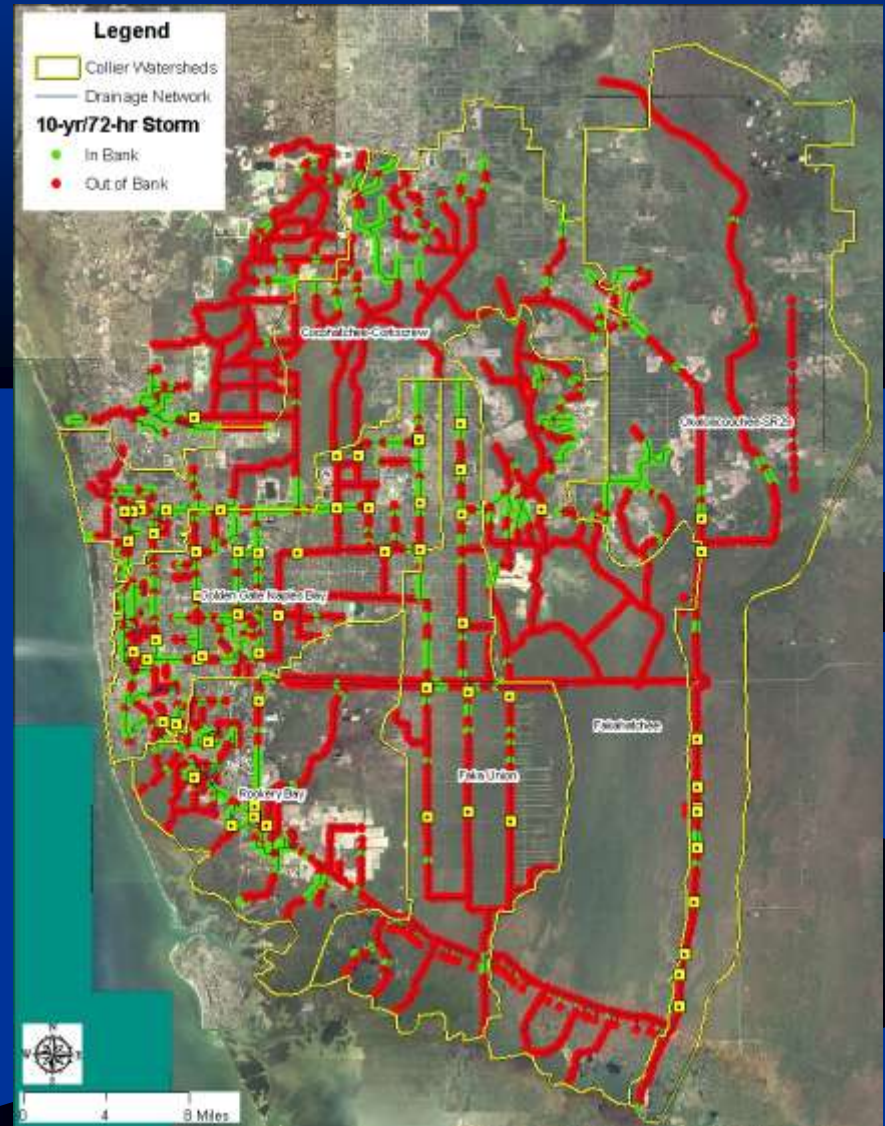 Legend
Collier Watersheds
Drainage Network
10-yr/72-hr Storm
In Bank
Out of Bank
Cocohatchee-Corkscrew
Okaloacoochee-SR29
Golden Gate Naples Bay
Fakahatchee
Faka Union
Rookery Bay
N
W E
S
0 4 8 Miles